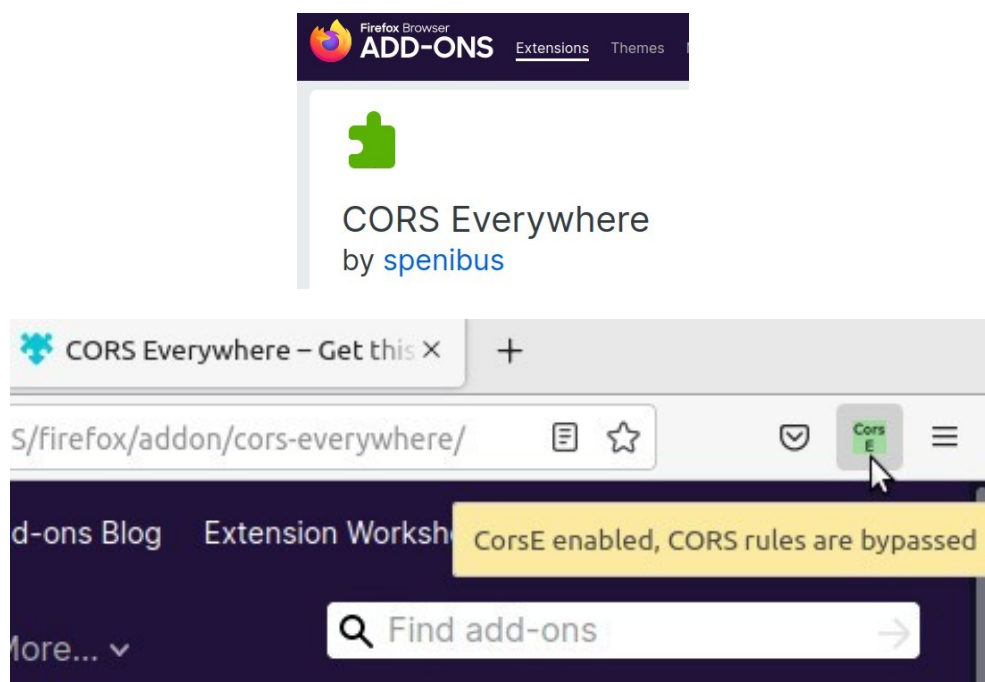 Firefox Browser
ADD-ONS Extensions Themes
CORS Everywhere
by spenibus
CORS Everywhere – Get this
S/firefox/addon/cors-everywhere/
Cors
E
d-ons Blog Extension Worksh
CorsE enabled, CORS rules are bypassed
Find add-ons
More...